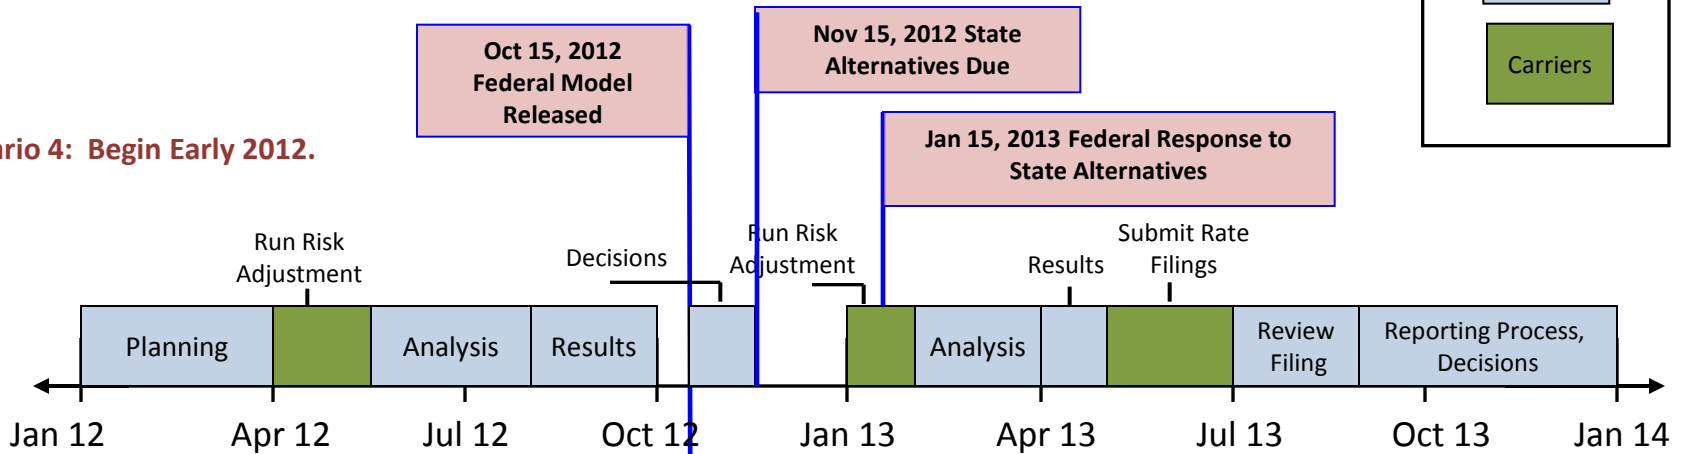 Oct 15, 2012
Federal Model
Released
Nov 15, 2012 State
Alternatives Due
Carriers
Jan 15, 2013 Federal Response to
State Alternatives
ario 4: Begin Early 2012.
Run Risk
Adjustment
Decisions
Run Risk
Adjustment
Results
Submit Rate
Filings
Planning
Analysis
Results
Analysis
Review
Filing
Reporting Process,
Decisions
Jan 12
Apr 12
Jul 12
Oct 12
Jan 13
Apr 13
Jul 13
Oct 13
Jan 14